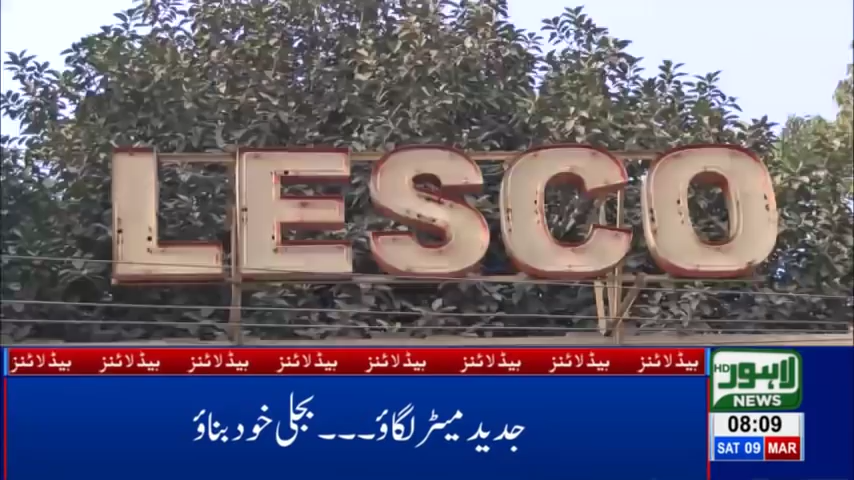 LESCO
ہیڈلائنز ہیڈلائنز ہیڈلائنز ہیڈلائنز ہیڈلائنز ہیڈلائنز ہیڈلائنز ہیڈلائنز
جدید میٹر لگاؤ۔۔۔ بجلی خود بناؤ
HD لاہور
NEWS
08:09
SAT 09 MAR